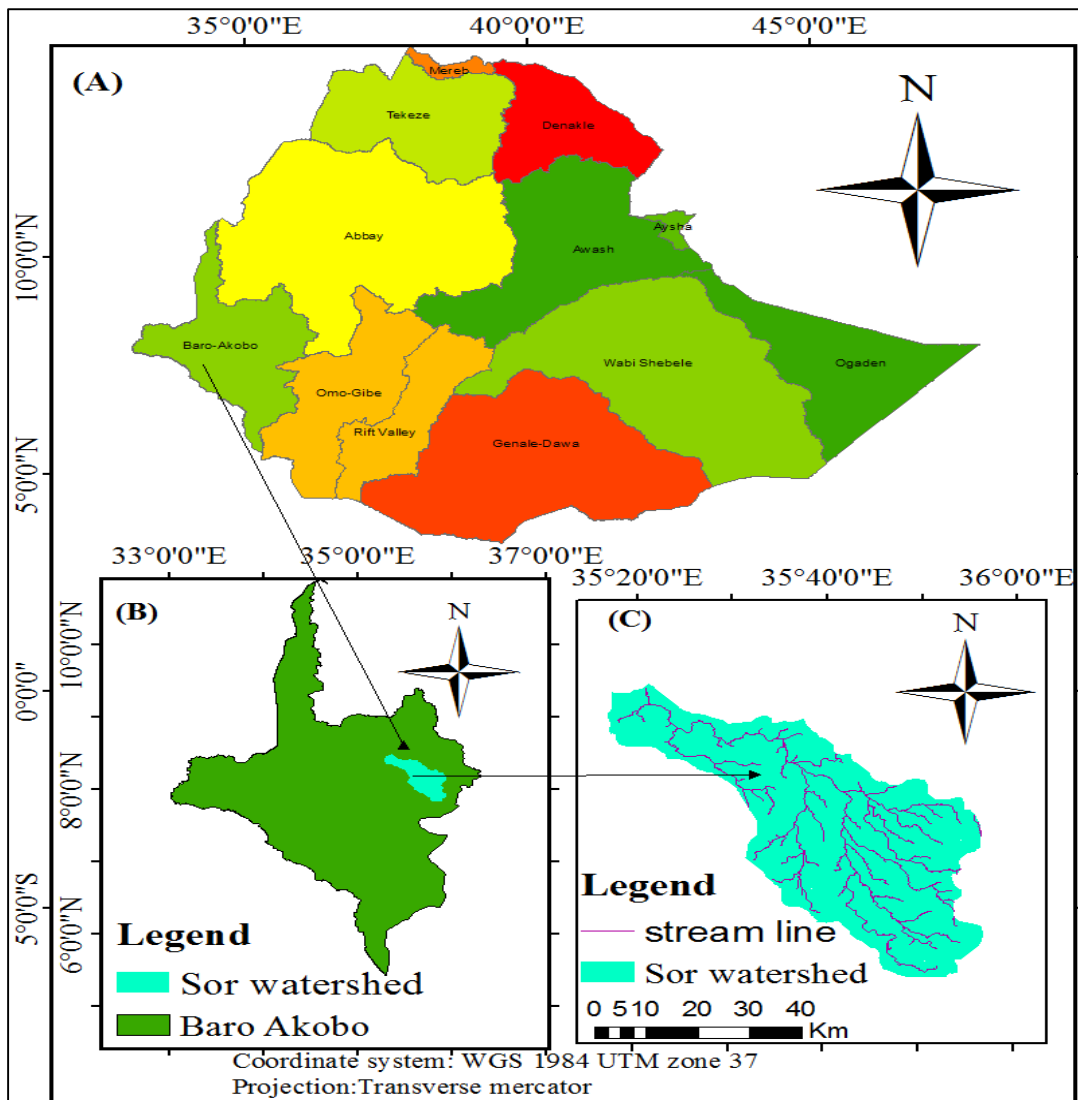 35°0'0"E 40°0'0"E 45°0'0"E
(A)
N
Mereb
Tekeze
Denakle
Abbay
Aysha
Awash
Baro-Akobo
Wabi Shebele
Ogaden
Omo-Gibe
Rift Valley
Genale-Dawa
10°0'0"N
5°0'0"N
0°0'0"
5°0'0"S
33°0'0"E 35°0'0"E 37°0'0"E
(B)
N
10°0'0"N
8°0'0"N
6°0'0"N
Legend
Sor watershed
Baro Akobo
35°20'0"E 35°40'0"E 36°0'0"E
(C)
N
Legend
stream line
Sor watershed
0 5 10 20 30 40
Km
Coordinate system: WGS 1984 UTM zone 37
Projection:Transverse mercator